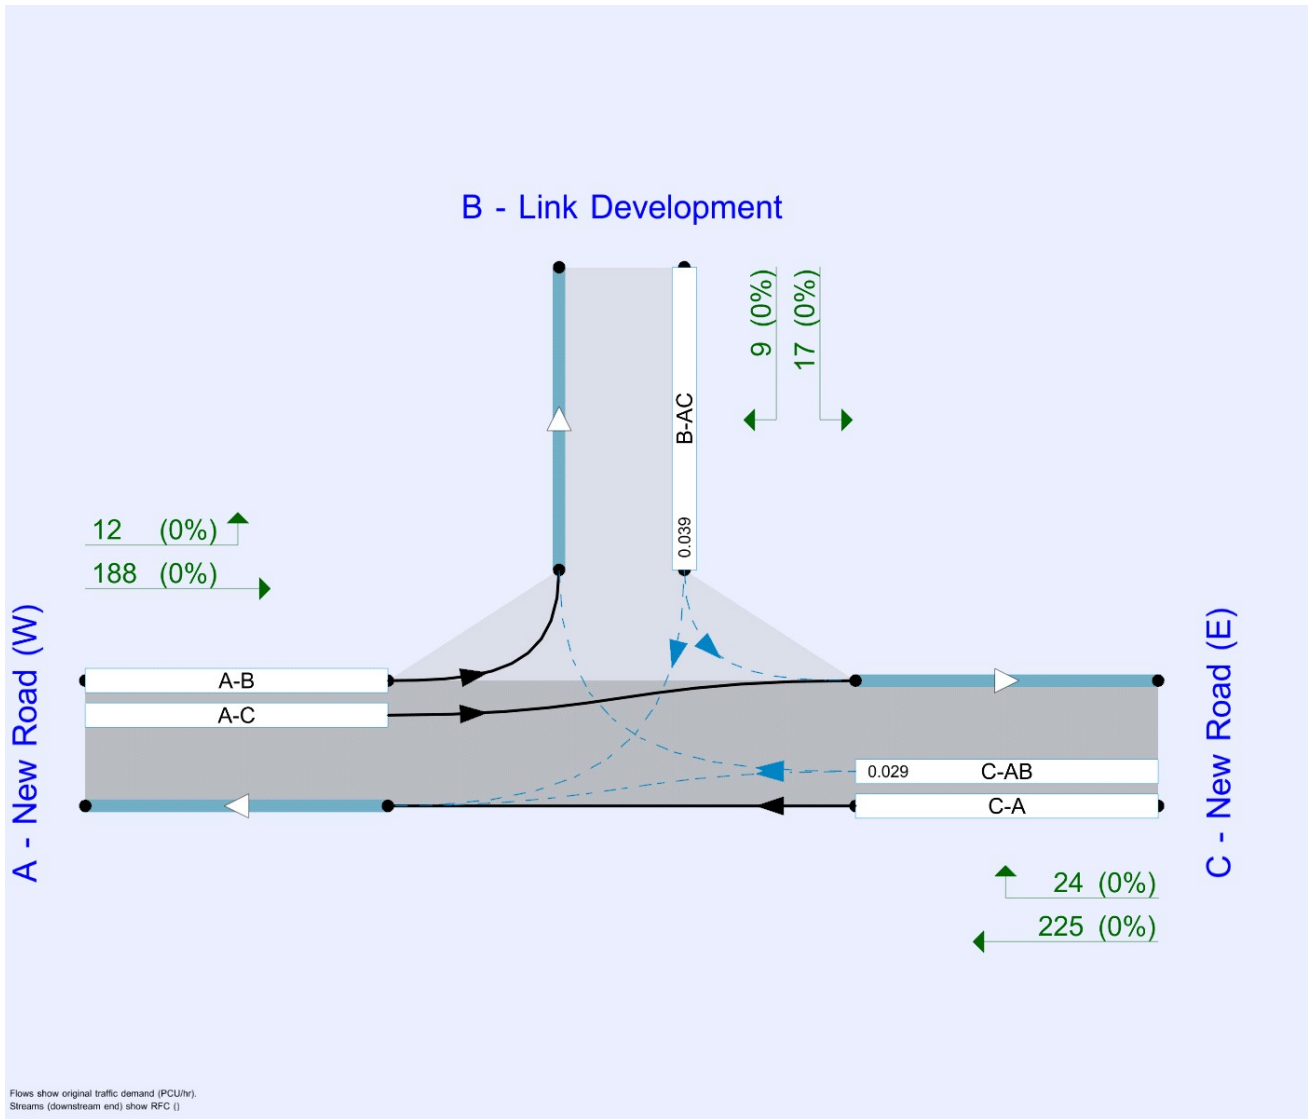 B - Link Development
9 (0%)
17 (0%)
B-AC
0.039
12 (0%)
188 (0%)
A - New Road (W)
A-B
A-C
C - New Road (E)
0.029 C-AB
C-A
24 (0%)
225 (0%)
Flows show original traffic demand (PCU/hr).
Streams (downstream end) show RFC ()